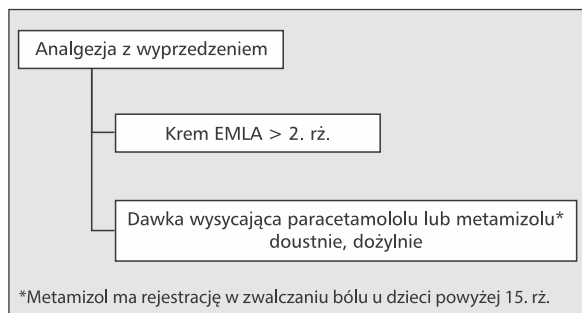 Analgezja z wyprzedzeniem
Krem EMLA > 2. rż.
Dawka wysycająca paracetamololu lub metamizolu*
doustnie, dożylnie
*Metamizol ma rejestrację w zwalczaniu bólu u dzieci powyżej 15. rż.